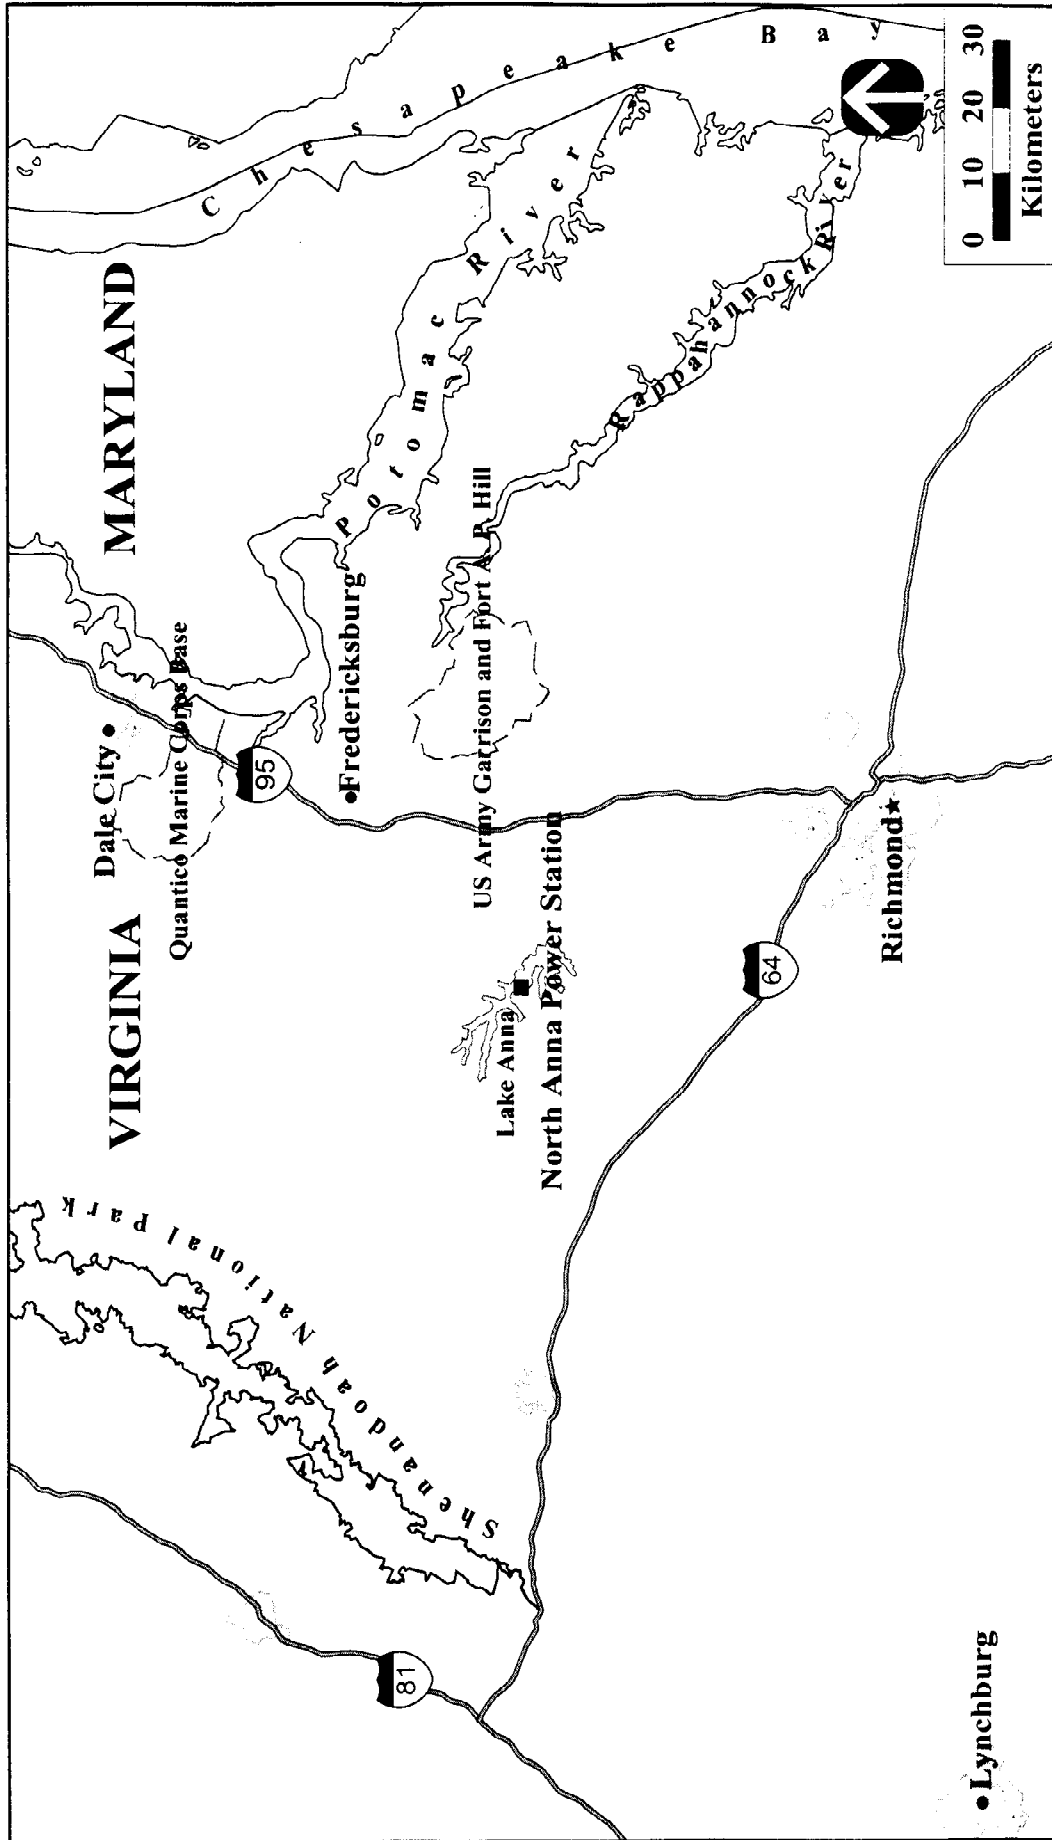 VIRGINIA
MARYLAND
Dale City
Quantico Marine Corps Base
95
Fredericksburg
Chesapeake Bay
Potomac River
Rappahannock River
US Army Garrison and Fort A. P. Hill
Shenandoah National Park
Lake Anna
North Anna Power Station
81
64
Richmond
Lynchburg
0 10 20 30
Kilometers